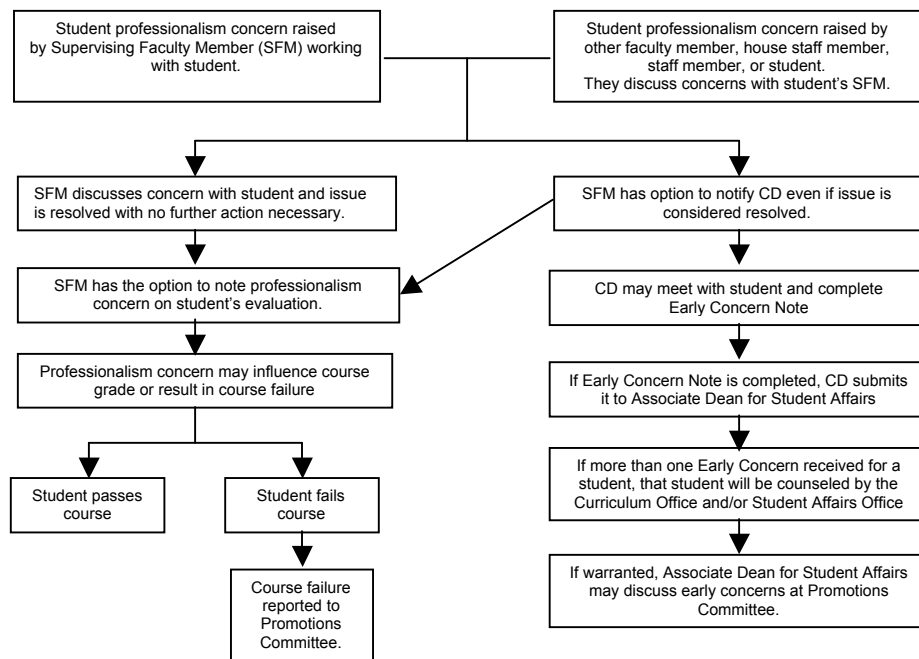 Student professionalism concern raised
by Supervising Faculty Member (SFM) working
with student.
Student professionalism concern raised by
other faculty member, house staff member,
staff member, or student.
They discuss concerns with student's SFM.
SFM discusses concern with student and issue
is resolved with no further action necessary.
SFM has option to notify CD even if issue is
considered resolved.
SFM has the option to note professionalism
concern on student's evaluation.
CD may meet with student and complete
Early Concern Note
Professionalism concern may influence course
grade or result in course failure
If Early Concern Note is completed, CD submits
it to Associate Dean for Student Affairs
Student passes
course
Student fails
course
If more than one Early Concern received for a
student, that student will be counseled by the
Curriculum Office and/or Student Affairs Office
Course failure
reported to
Promotions
Committee.
If warranted, Associate Dean for Student Affairs
may discuss early concerns at Promotions
Committee.